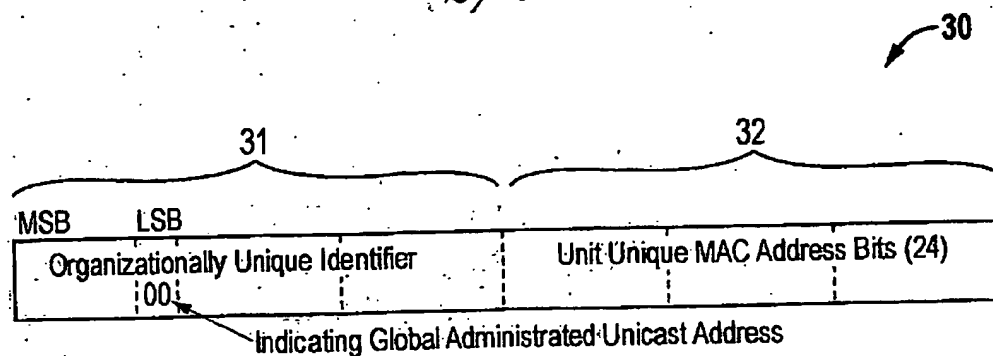 30
31 32
MSB LSB
Organizationally Unique Identifier Unit Unique MAC Address Bits (24)
00
Indicating Global Administrated Unicast Address